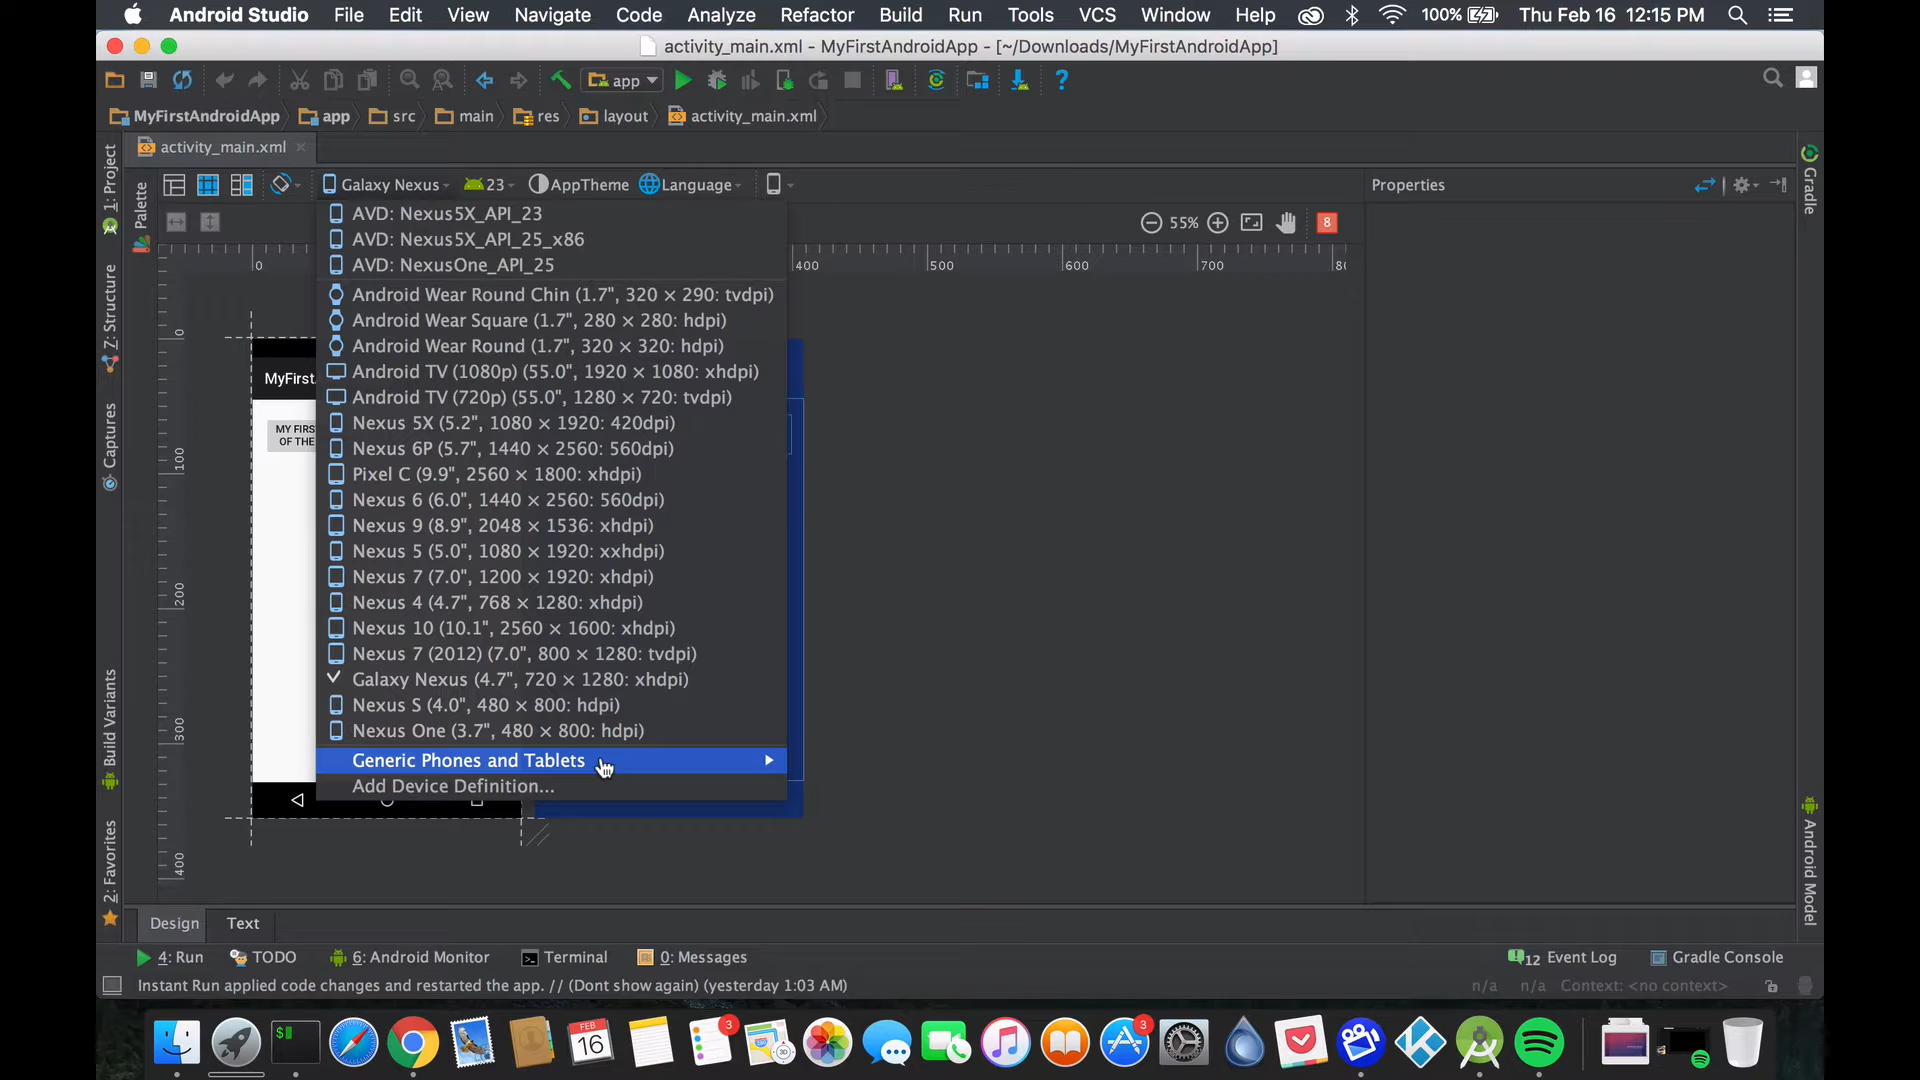 Android Studio File Edit View Navigate Code Analyze Refactor Build Run Tools VCS Window Help 100% Thu Feb 16 12:15 PM
activity_main.xml - MyFirstAndroidApp - [~/Downloads/MyFirstAndroidApp]
app
MyFirstAndroidApp app src main res layout activity_main.xml
activity_main.xml
Galaxy Nexus 23 AppTheme Language
Properties
55%
8
1: Project
7: Structure
Captures
Build Variants
2: Favorites
Palette
Gradle
Android Model
0
400
500
600
700
0
100
200
300
400
MyFirst
MY FIRS
OF THE
AVD: Nexus5X_API_23
AVD: Nexus5X_API_25_x86
AVD: NexusOne_API_25
Android Wear Round Chin (1.7", 320 × 290: tvdpi)
Android Wear Square (1.7", 280 × 280: hdpi)
Android Wear Round (1.7", 320 × 320: hdpi)
Android TV (1080p) (55.0", 1920 × 1080: xhdpi)
Android TV (720p) (55.0", 1280 × 720: tvdpi)
Nexus 5X (5.2", 1080 × 1920: 420dpi)
Nexus 6P (5.7", 1440 × 2560: 560dpi)
Pixel C (9.9", 2560 × 1800: xhdpi)
Nexus 6 (6.0", 1440 × 2560: 560dpi)
Nexus 9 (8.9", 2048 × 1536: xhdpi)
Nexus 5 (5.0", 1080 × 1920: xxhdpi)
Nexus 7 (7.0", 1200 × 1920: xhdpi)
Nexus 4 (4.7", 768 × 1280: xhdpi)
Nexus 10 (10.1", 2560 × 1600: xhdpi)
Nexus 7 (2012) (7.0", 800 × 1280: tvdpi)
Galaxy Nexus (4.7", 720 × 1280: xhdpi)
Nexus S (4.0", 480 × 800: hdpi)
Nexus One (3.7", 480 × 800: hdpi)
Generic Phones and Tablets
Add Device Definition...
Design Text
4: Run TODO 6: Android Monitor Terminal 0: Messages 12 Event Log Gradle Console
Instant Run applied code changes and restarted the app. // (Dont show again) (yesterday 1:03 AM) n/a n/a Context: <no context>
$
FEB
16
3
3